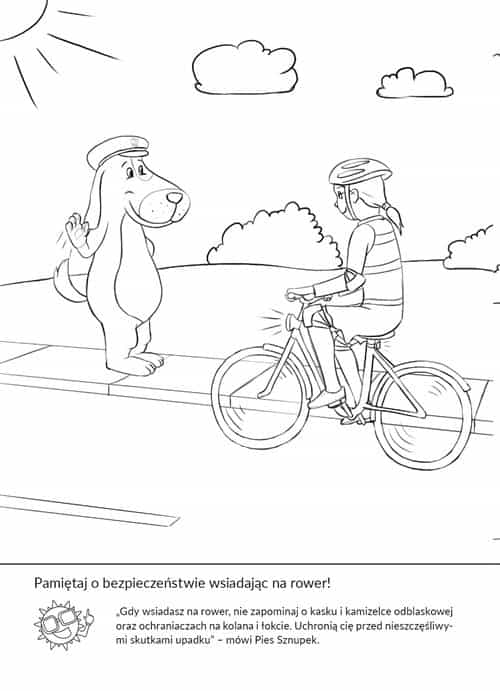 Pamiętaj o bezpieczeństwie wsiadając na rower!
„Gdy wsiadasz na rower, nie zapominaj o kasku i kamizelce odblaskowej
oraz ochraniaczach na kolana i łokcie. Uchronią cię przed nieszczęśliwy-
mi skutkami upadku" – mówi Pies Sznupek.